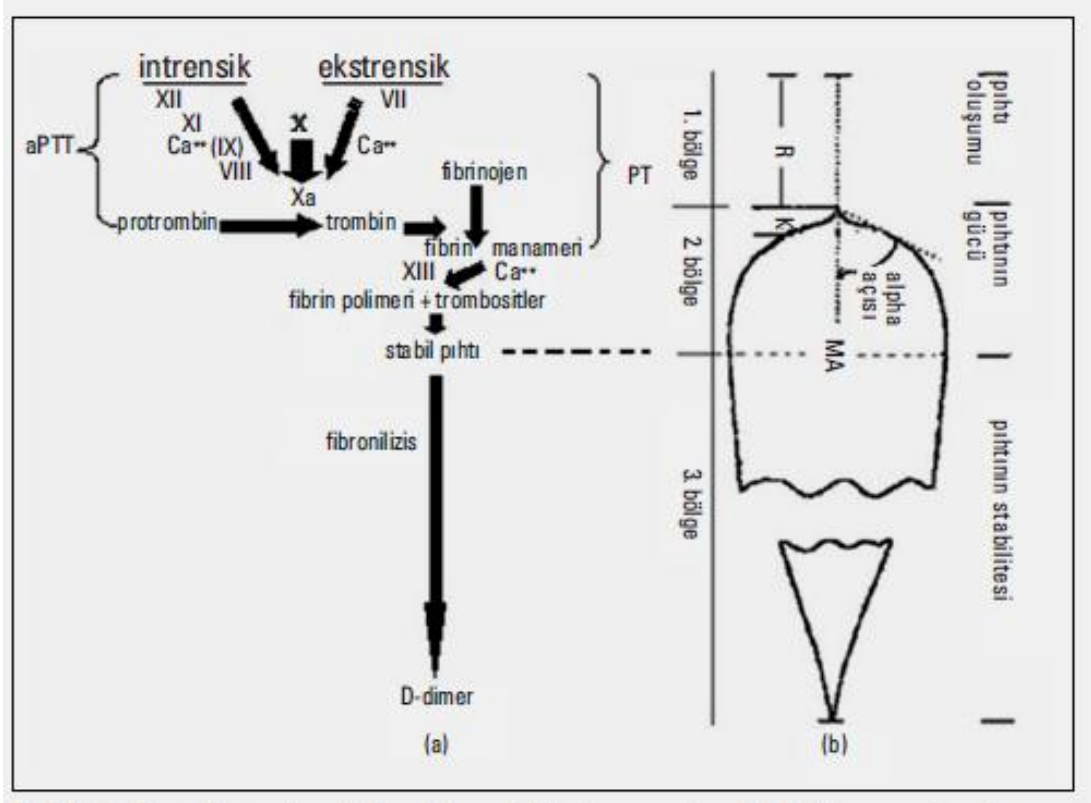 intrensik ekstrensik
XII VII
XI X
aPTT Ca⁺⁺ (IX) Ca⁺⁺
VIII
Xa
fibrinojen
PT
protrombin trombin
fibrin manameri
XIII Ca⁺⁺
fibrin polimeri + trombositler
stabil pıhtı
fibronilizis
D-dimer
(a)
1. bölge
2. bölge
3. bölge
R
K
alpha
açısı
MA
pıhtı
oluşumu
pıhtının
gücü
pıhtının stabilitesi
(b)